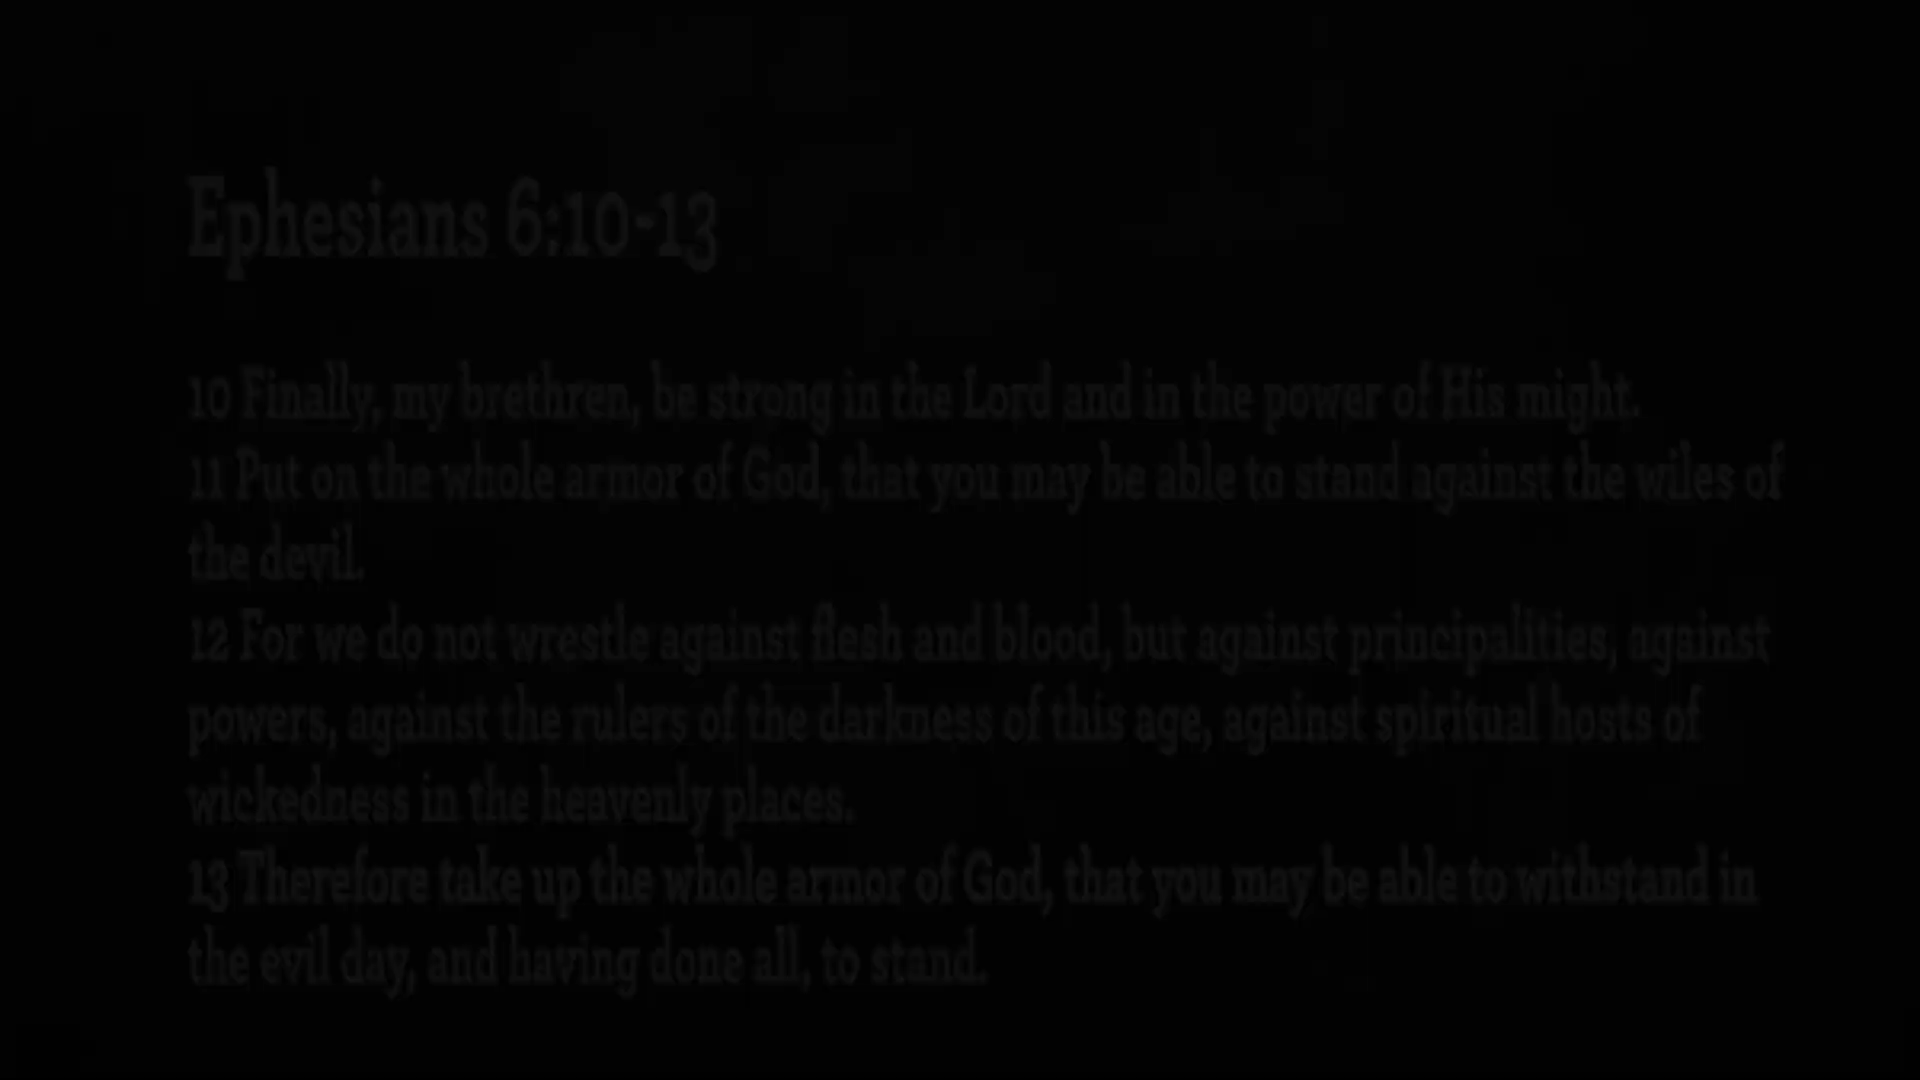 Ephesians 6:10-13
10 Finally, my brethren, be strong in the Lord and in the power of His might.
11 Put on the whole armor of God, that you may be able to stand against the wiles of
the devil.
12 For we do not wrestle against flesh and blood, but against principalities, against
powers, against the rulers of the darkness of this age, against spiritual hosts of
wickedness in the heavenly places.
13 Therefore take up the whole armor of God, that you may be able to withstand in
the evil day, and having done all, to stand.